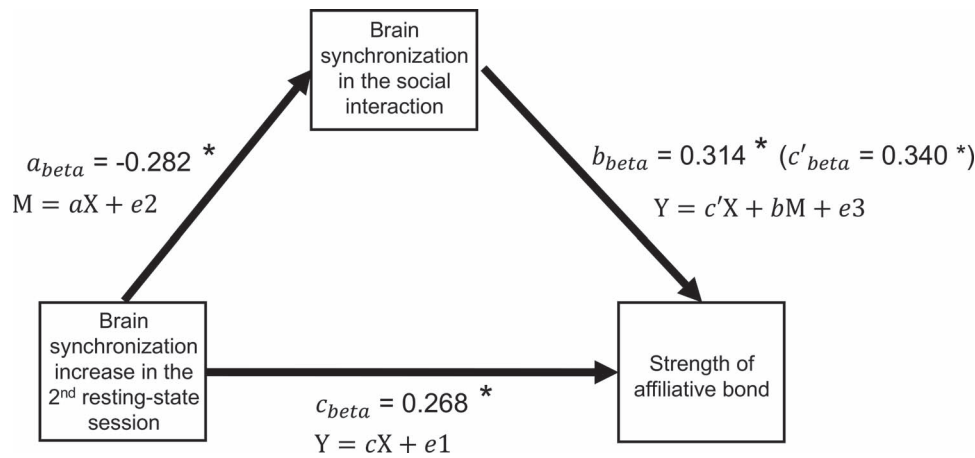 Brain
synchronization
in the social
interaction
a_beta = -0.282 *
M = aX + e2
b_beta = 0.314 * (c'_beta = 0.340 *)
Y = c'X + bM + e3
Brain
synchronization
increase in the
2nd resting-state
session
c_beta = 0.268 *
Y = cX + e1
Strength of
affiliative bond